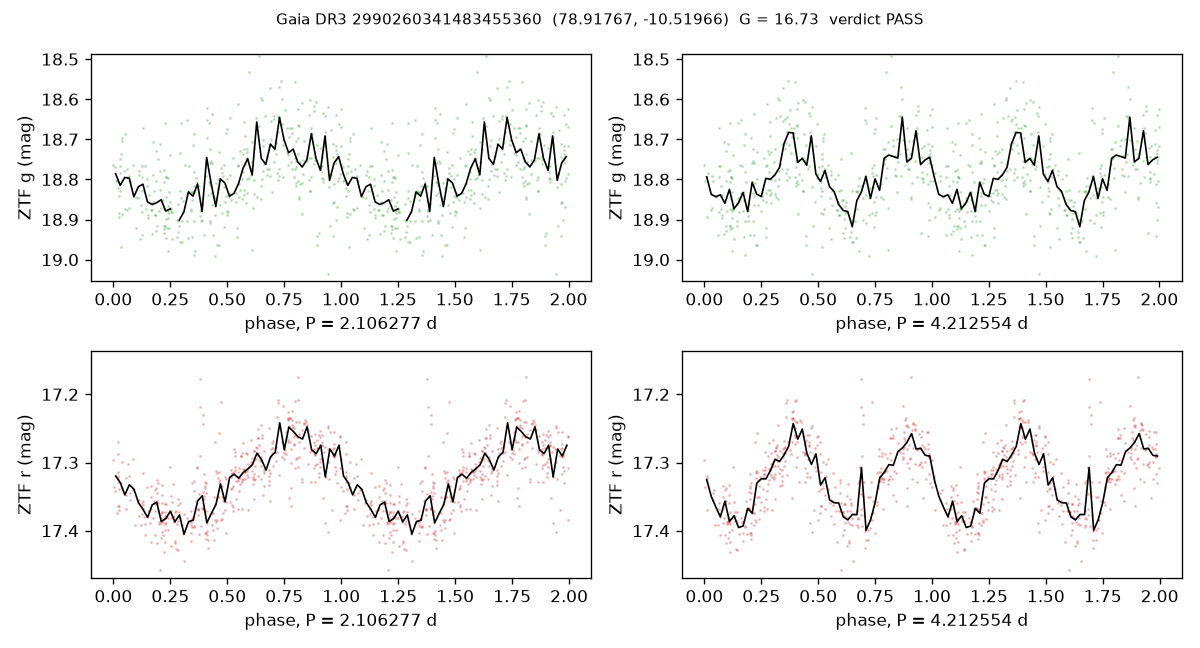 Gaia DR3 2990260341483455360  (78.91767, -10.51966)  G = 16.73  verdict PASS
ZTF g (mag)
18.5
18.6
18.7
18.8
18.9
19.0
0.00 0.25 0.50 0.75 1.00 1.25 1.50 1.75 2.00
phase, P = 2.106277 d
ZTF g (mag)
18.5
18.6
18.7
18.8
18.9
19.0
0.00 0.25 0.50 0.75 1.00 1.25 1.50 1.75 2.00
phase, P = 4.212554 d
ZTF r (mag)
17.2
17.3
17.4
0.00 0.25 0.50 0.75 1.00 1.25 1.50 1.75 2.00
phase, P = 2.106277 d
ZTF r (mag)
17.2
17.3
17.4
0.00 0.25 0.50 0.75 1.00 1.25 1.50 1.75 2.00
phase, P = 4.212554 d